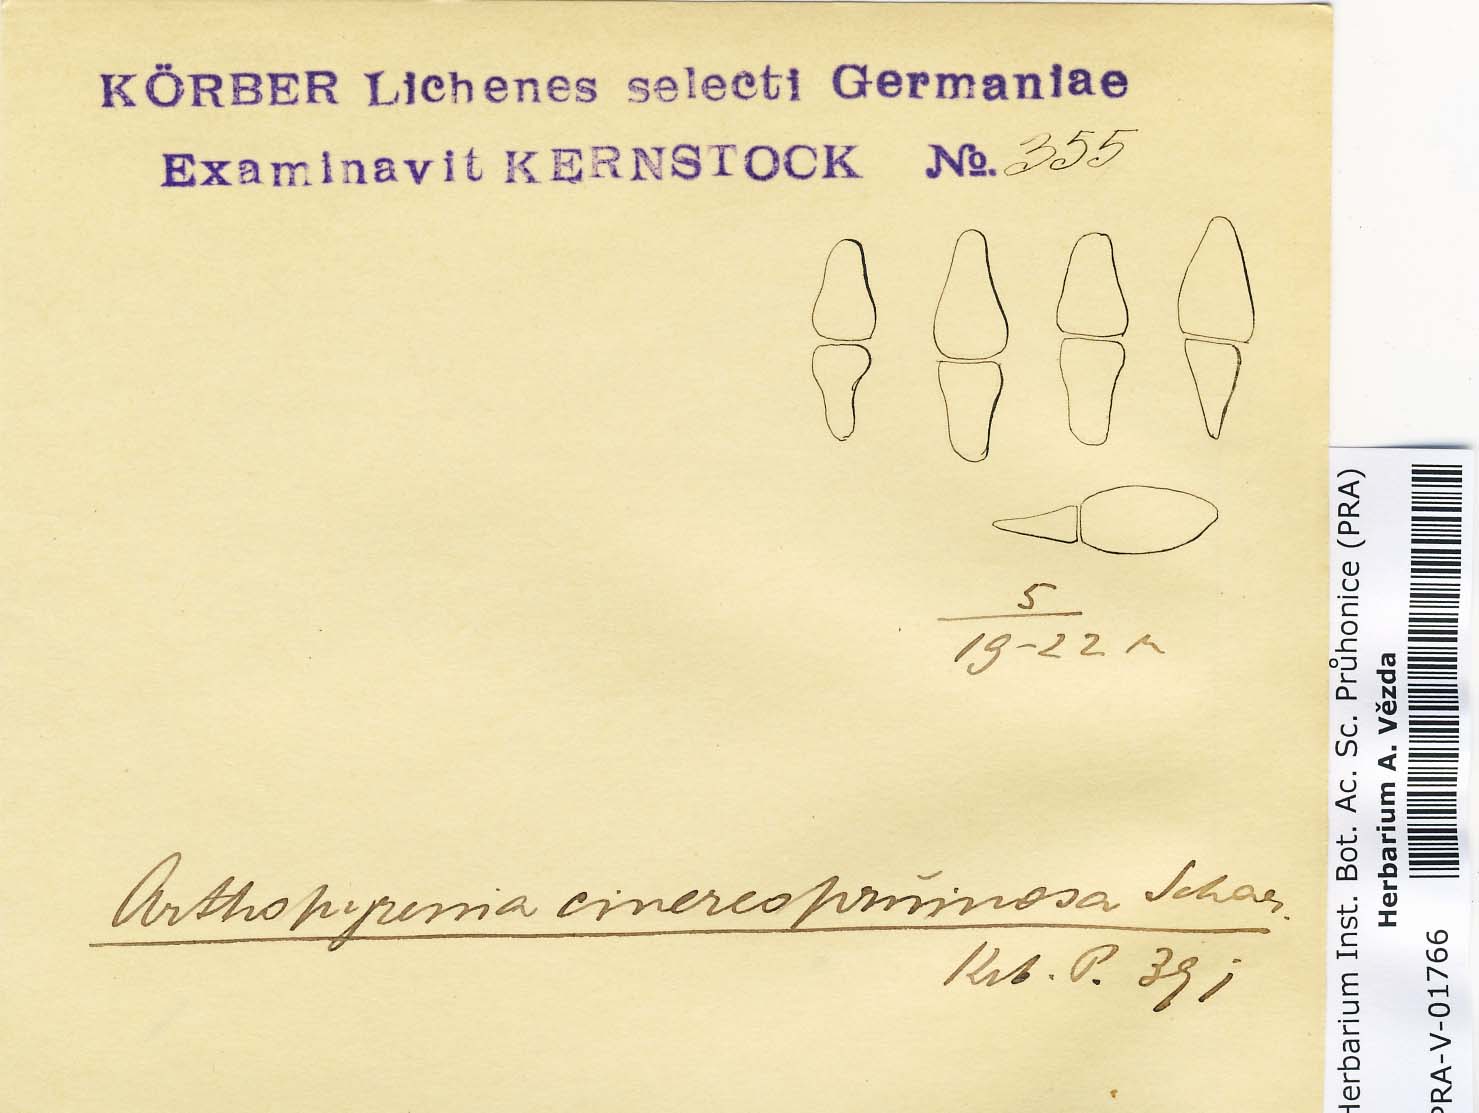 KÖRBER Lichenes selecti Germaniae
Examinavit KERNSTOCK No. 355
5
19-22 μ
Arthopyrenia cinereopruinosa Schaer.
Krb. P. 391
Herbarium Inst. Bot. Ac. Sc. Průhonice (PRA)
Herbarium A. Vězda
PRA-V-01766